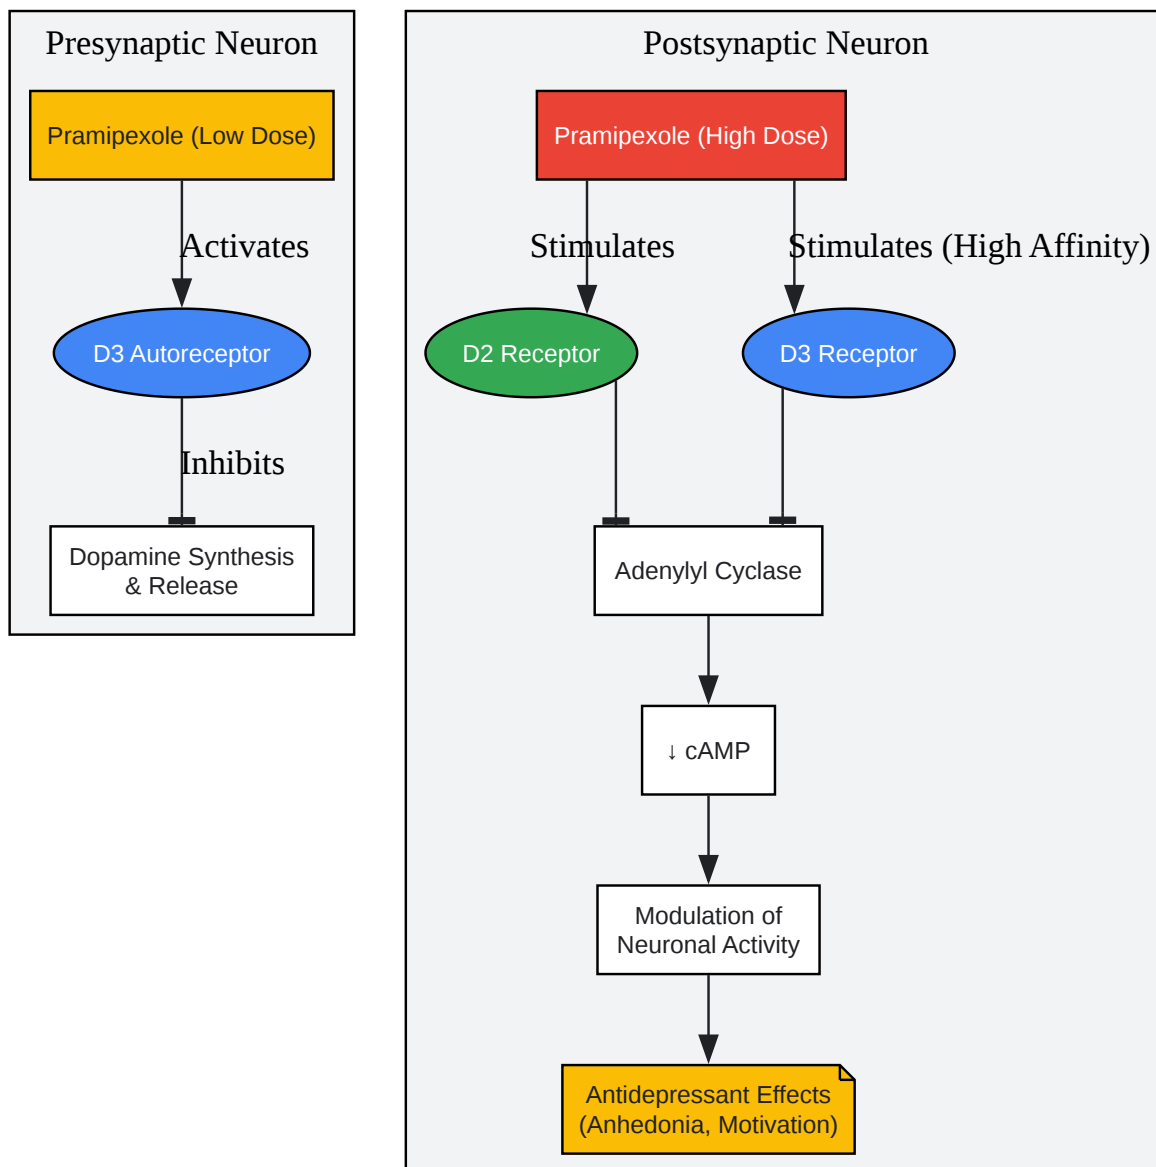 Presynaptic Neuron
Pramipexole (Low Dose)
Activates
D3 Autoreceptor
Inhibits
Dopamine Synthesis
& Release
Postsynaptic Neuron
Pramipexole (High Dose)
Stimulates
Stimulates (High Affinity)
D2 Receptor
D3 Receptor
Adenylyl Cyclase
↓ cAMP
Modulation of
Neuronal Activity
Antidepressant Effects
(Anhedonia, Motivation)